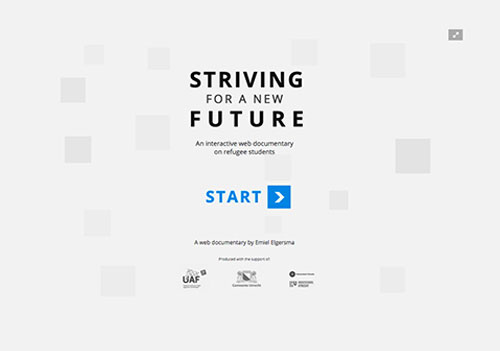 STRIVING
FOR A NEW
FUTURE
An interactive web documentary
on refugee students
START
A web documentary by Emiel Elgersma
Produced with the support of:
UAF
Gemeente Utrecht